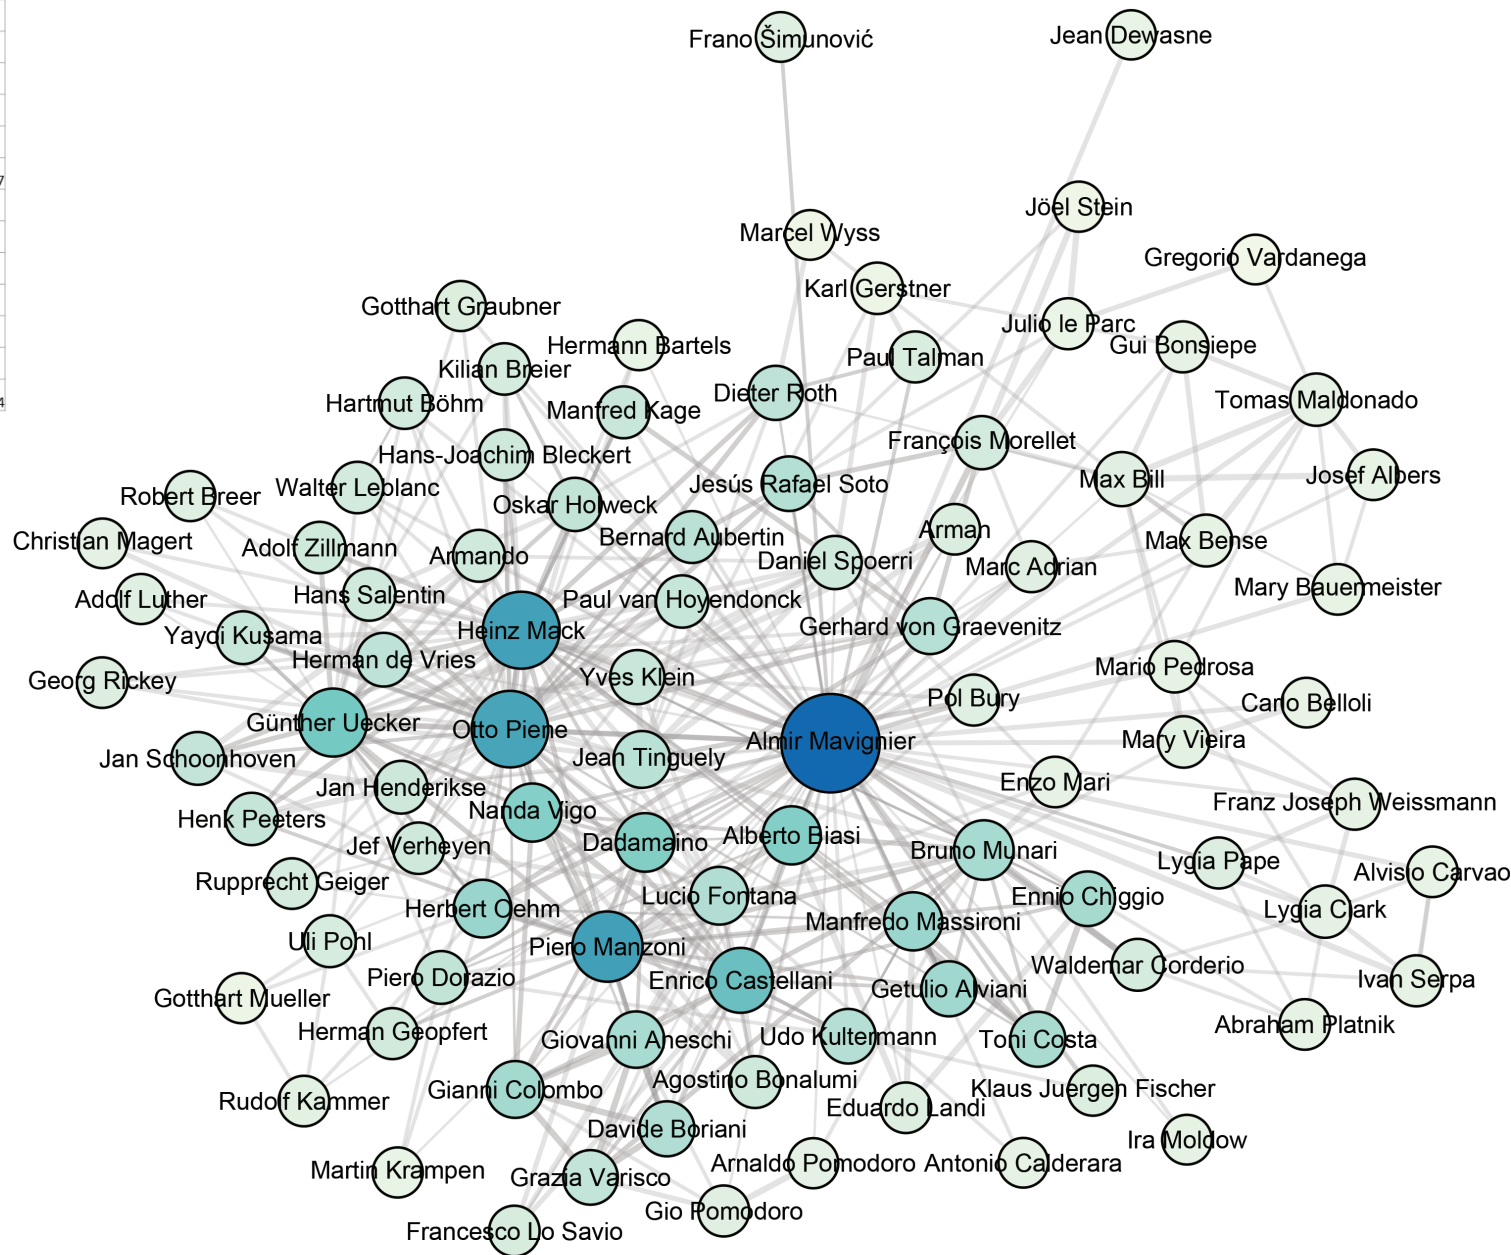 Frano Šimunović
Jean Dewasne
7
Jöel Stein
Marcel Wyss
Gregorio Vardanega
Karl Gerstner
Gotthart Graubner
Julio le Parc
Hermann Bartels
Gui Bonsiepe
Paul Talman
Kilian Breier
Dieter Roth
Tomas Maldonado
4
Hartmut Böhm
Manfred Kage
François Morellet
Hans-Joachim Bleckert
Max Bill
Josef Albers
Jesús Rafael Soto
Walter Leblanc
Robert Breer
Oskar Holweck
Arman
Bernard Aubertin
Max Bense
Christian Magert
Adolf Zillmann
Armando
Daniel Spoerri
Marc Adrian
Mary Bauermeister
Hans Salentin
Adolf Luther
Paul van Hoyendonck
Gerhard von Graevenitz
Heinz Mack
Yayoi Kusama
Herman de Vries
Mario Pedrosa
Yves Klein
Georg Rickey
Pol Bury
Carlo Belloli
Günther Uecker
Otto Piene
Almir Mavignier
Mary Vieira
Jan Schoonhoven
Jean Tinguely
Enzo Mari
Jan Henderikse
Franz Joseph Weissmann
Nanda Vigo
Henk Peeters
Alberto Biasi
Dadamaino
Jef Verheyen
Bruno Munari
Lygia Pape
Alvisio Carvao
Rupprecht Geiger
Lucio Fontana
Ennio Chiggio
Herbert Oehm
Lygia Clark
Manfredo Massironi
Uli Pohl
Piero Manzoni
Waldemar Corderio
Piero Dorazio
Enrico Castellani
Ivan Serpa
Getulio Alviani
Gotthart Mueller
Abraham Platnik
Herman Geopfert
Giovanni Aneschi
Udo Kultermann
Toni Costa
Agostino Bonalumi
Gianni Colombo
Klaus Juergen Fischer
Rudolf Kammer
Eduardo Landi
Davide Boriani
Ira Moldow
Arnaldo Pomodoro
Antonio Calderara
Martin Krampen
Grazia Varisco
Gio Pomodoro
Francesco Lo Savio